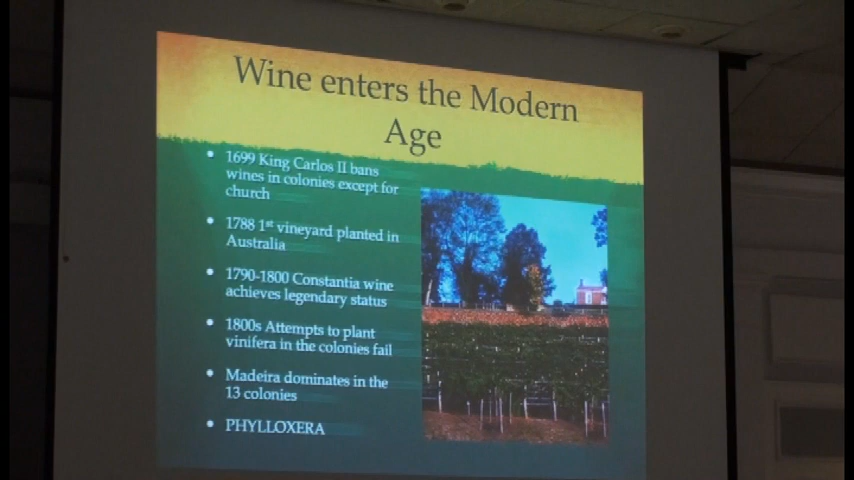 Wine enters the Modern
Age
• 1699 King Carlos II bans
wines in colonies except for
church
• 1788 1st vineyard planted in
Australia
• 1790-1800 Constantia wine
achieves legendary status
• 1800s Attempts to plant
vinifera in the colonies fail
• Madeira dominates in the
13 colonies
• PHYLLOXERA